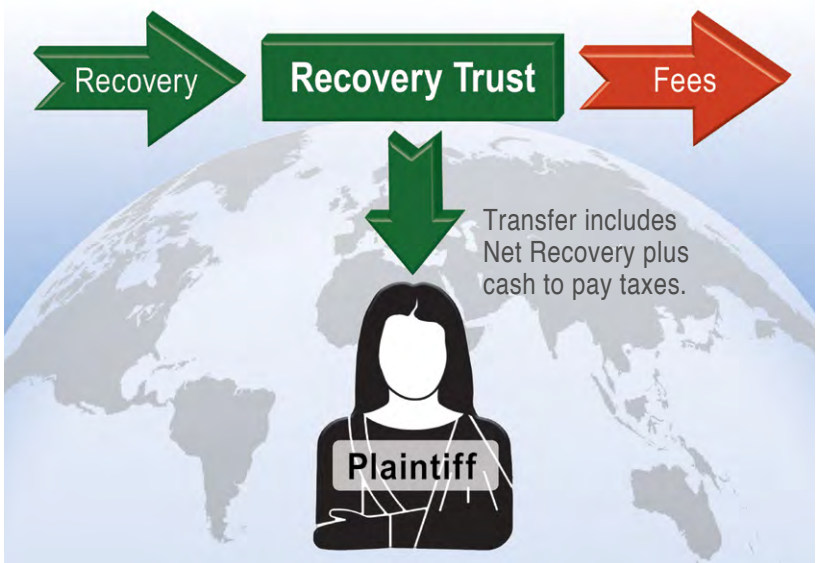 Recovery
Recovery Trust
Fees
Transfer includes
Net Recovery plus
cash to pay taxes.
Plaintiff